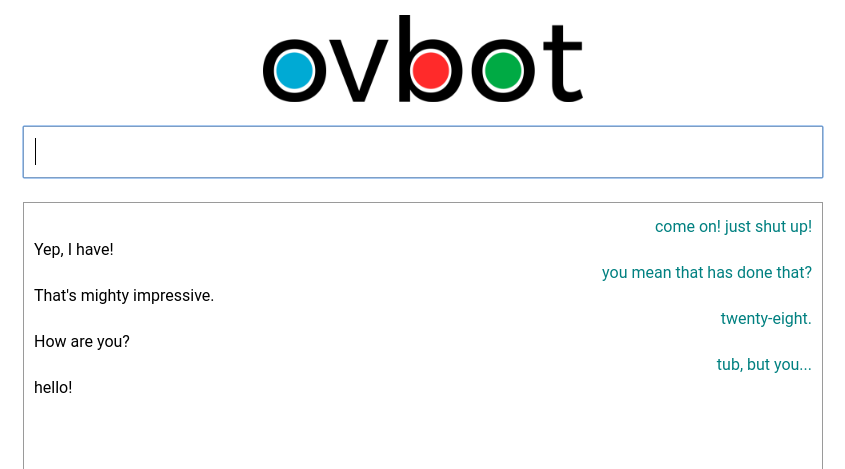 ovbot
come on! just shut up!
Yep, I have!
you mean that has done that?
That's mighty impressive.
twenty-eight.
How are you?
tub, but you...
hello!